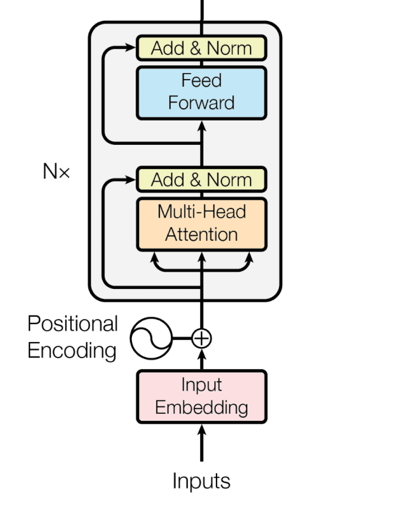 Add & Norm
Feed
Forward
N×
Add & Norm
Multi-Head
Attention
Positional
Encoding
Input
Embedding
Inputs